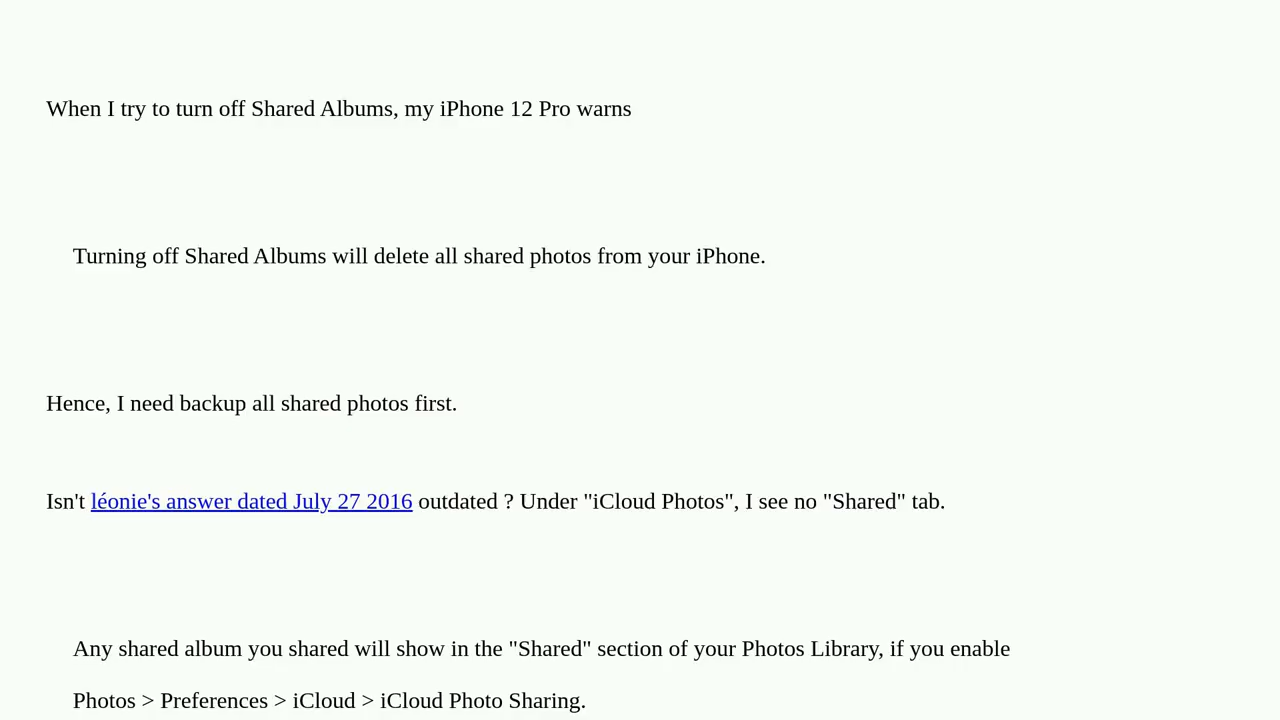 When I try to turn off Shared Albums, my iPhone 12 Pro warns
Turning off Shared Albums will delete all shared photos from your iPhone.
Hence, I need backup all shared photos first.
Isn't léonie's answer dated July 27 2016 outdated ? Under "iCloud Photos", I see no "Shared" tab.
Any shared album you shared will show in the "Shared" section of your Photos Library, if you enable
Photos > Preferences > iCloud > iCloud Photo Sharing.